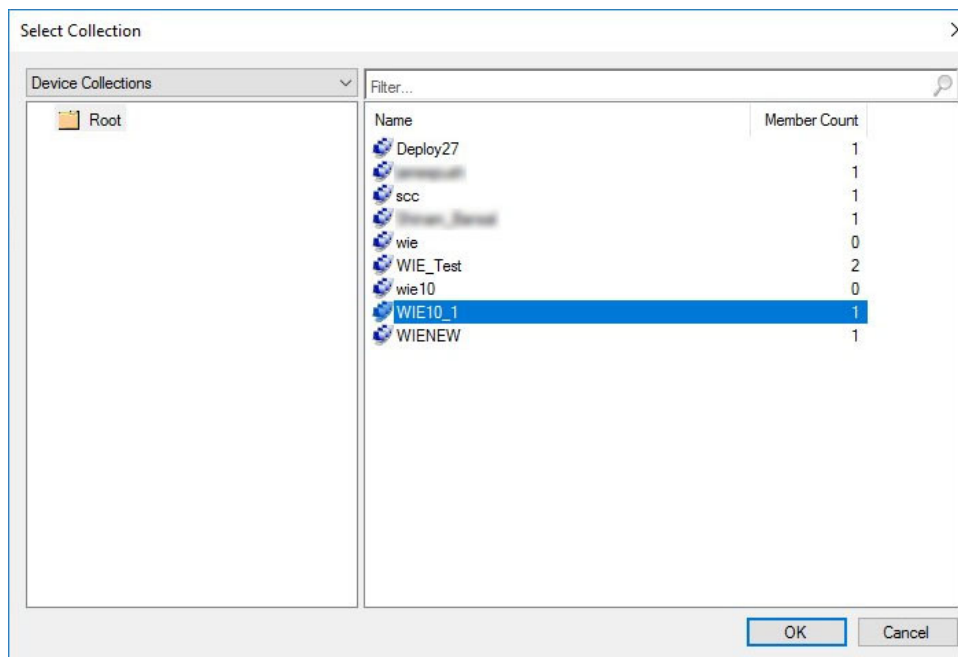 Select Collection
Device Collections
Filter...
Root
Name Member Count
Deploy27 1
1
scc 1
1
wie 0
WIE_Test 2
wie10 0
WIE10_1 1
WIENEW 1
OK Cancel